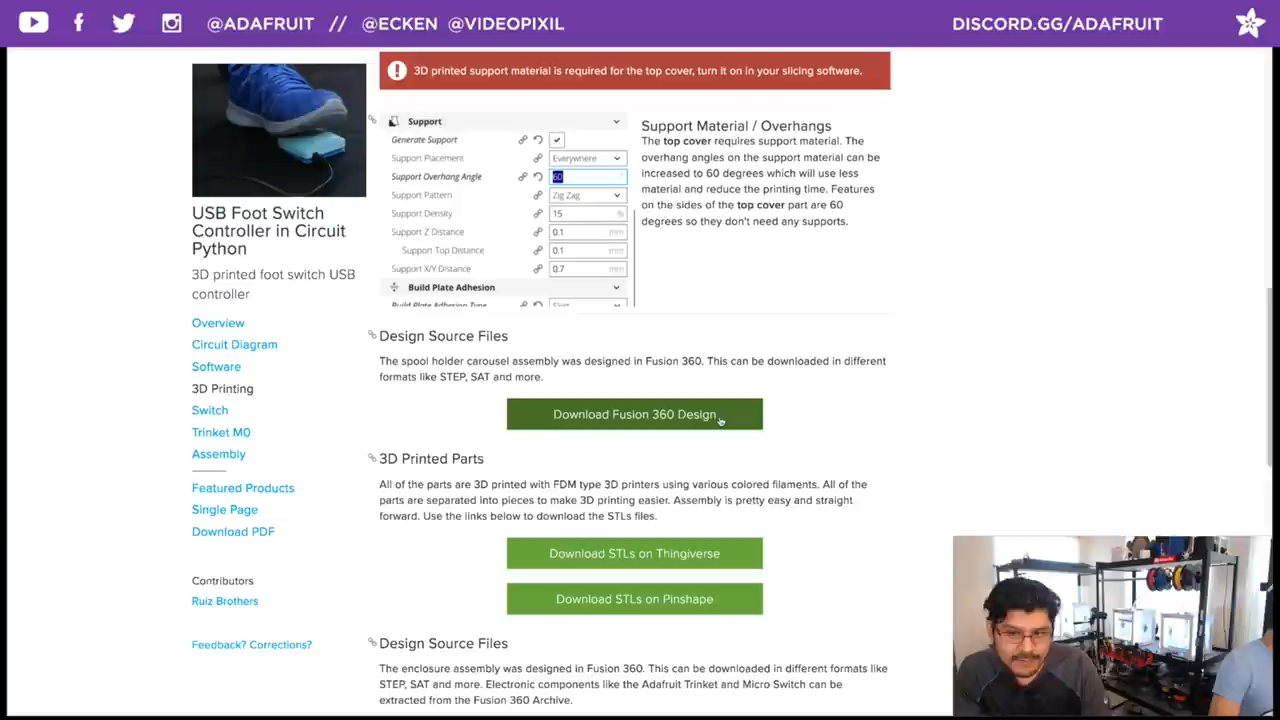 @ADAFRUIT // @ECKEN @VIDEOPIXIL
DISCORD.GG/ADAFRUIT
3D printed support material is required for the top cover, turn it on in your slicing software.
Support
Generate Support
Support Placement Everywhere
Support Overhang Angle 60
Support Pattern Zig Zag
Support Density 15 %
Support Z Distance 0.1 mm
Support Top Distance 0.1 mm
Support X/Y Distance 0.7 mm
Build Plate Adhesion
Build Plate Adhesion Type Skirt
Support Material / Overhangs
The top cover requires support material. The
overhang angles on the support material can be
increased to 60 degrees which will use less
material and reduce the printing time. Features
on the sides of the top cover part are 60
degrees so they don't need any supports.
USB Foot Switch
Controller in Circuit
Python
3D printed foot switch USB
controller
Overview
Circuit Diagram
Software
3D Printing
Switch
Trinket M0
Assembly
Featured Products
Single Page
Download PDF
Contributors
Ruiz Brothers
Feedback? Corrections?
Design Source Files
The spool holder carousel assembly was designed in Fusion 360. This can be downloaded in different
formats like STEP, SAT and more.
Download Fusion 360 Design
3D Printed Parts
All of the parts are 3D printed with FDM type 3D printers using various colored filaments. All of the
parts are separated into pieces to make 3D printing easier. Assembly is pretty easy and straight
forward. Use the links below to download the STLs files.
Download STLs on Thingiverse
Download STLs on Pinshape
Design Source Files
The enclosure assembly was designed in Fusion 360. This can be downloaded in different formats like
STEP, SAT and more. Electronic components like the Adafruit Trinket and Micro Switch can be
extracted from the Fusion 360 Archive.